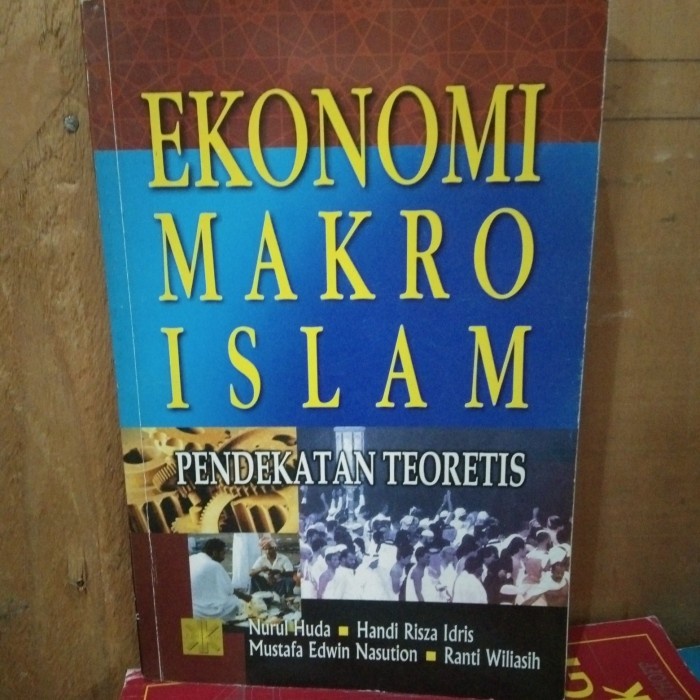 EKONOMI
MAKRO
ISLAM
PENDEKATAN TEORETIS
Nurul Huda ■ Handi Risza Idris
Mustafa Edwin Nasution ■ Ranti Wiliasih